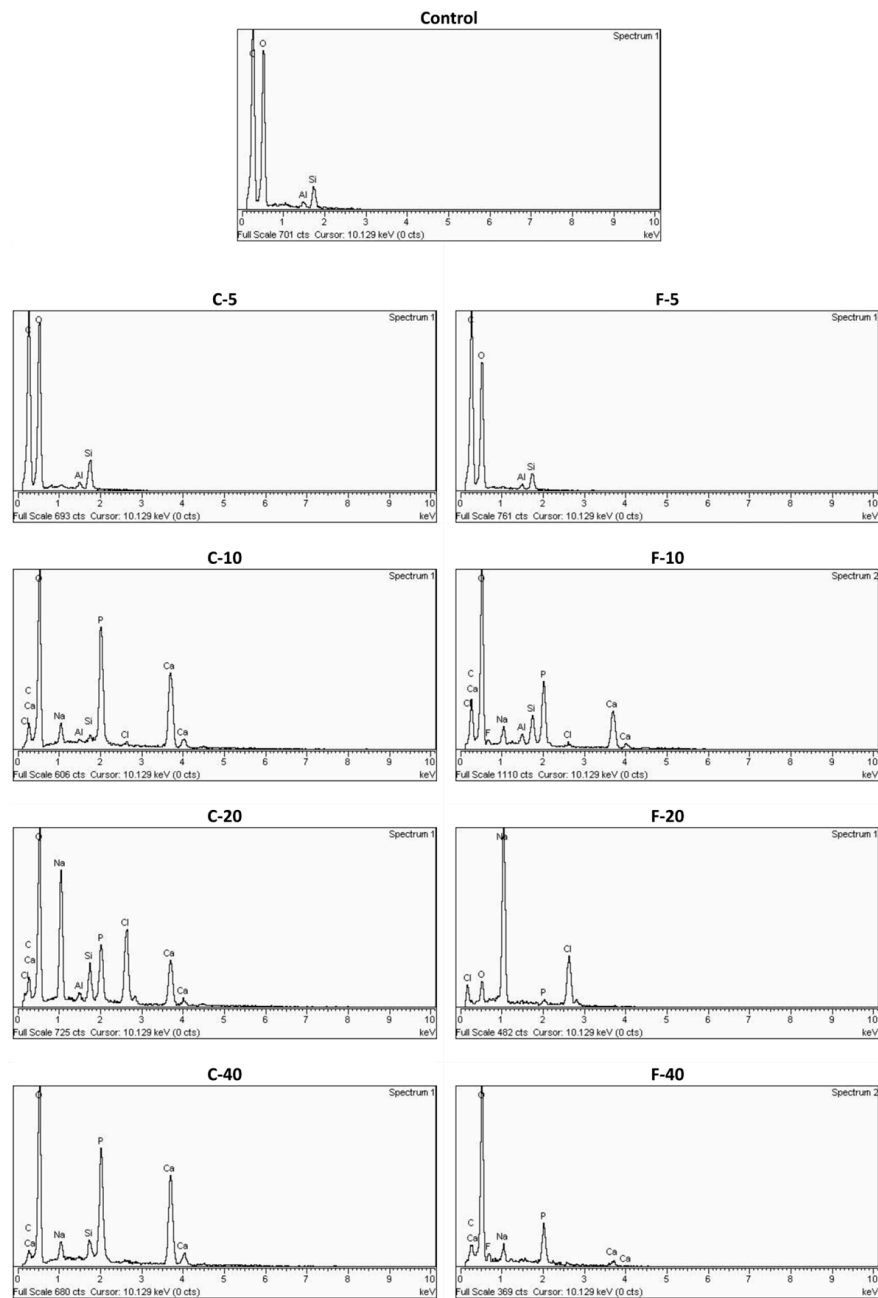 Control
Spectrum 1
C O
Al Si
0 1 2 3 4 5 6 7 8 9 10
Full Scale 701 cts Cursor: 10.129 keV (0 cts) keV
C-5
Spectrum 1
C O
Al Si
0 1 2 3 4 5 6 7 8 9 10
Full Scale 693 cts Cursor: 10.129 keV (0 cts) keV
F-5
Spectrum 1
C
O
Al Si
0 1 2 3 4 5 6 7 8 9 10
Full Scale 761 cts Cursor: 10.129 keV (0 cts) keV
C-10
Spectrum 1
O
P
Ca
C
Ca
Cl Na Al Si Cl Ca
0 1 2 3 4 5 6 7 8 9 10
Full Scale 606 cts Cursor: 10.129 keV (0 cts) keV
F-10
Spectrum 2
O
C P
Ca
Cl Si Ca
F Na Al Cl Ca
0 1 2 3 4 5 6 7 8 9 10
Full Scale 1110 cts Cursor: 10.129 keV (0 cts) keV
C-20
Spectrum 1
O
Na
Cl
C P
Ca Si Ca
Cl Al Ca
0 1 2 3 4 5 6 7 8 9 10
Full Scale 725 cts Cursor: 10.129 keV (0 cts) keV
F-20
Spectrum 1
Na
Cl
Cl O
P
0 1 2 3 4 5 6 7 8 9 10
Full Scale 482 cts Cursor: 10.129 keV (0 cts) keV
C-40
Spectrum 1
O
P
Ca
C
Ca Na Si Ca
0 1 2 3 4 5 6 7 8 9 10
Full Scale 680 cts Cursor: 10.129 keV (0 cts) keV
F-40
Spectrum 2
O
C P
Ca Na
F Ca Ca
0 1 2 3 4 5 6 7 8 9 10
Full Scale 369 cts Cursor: 10.129 keV (0 cts) keV